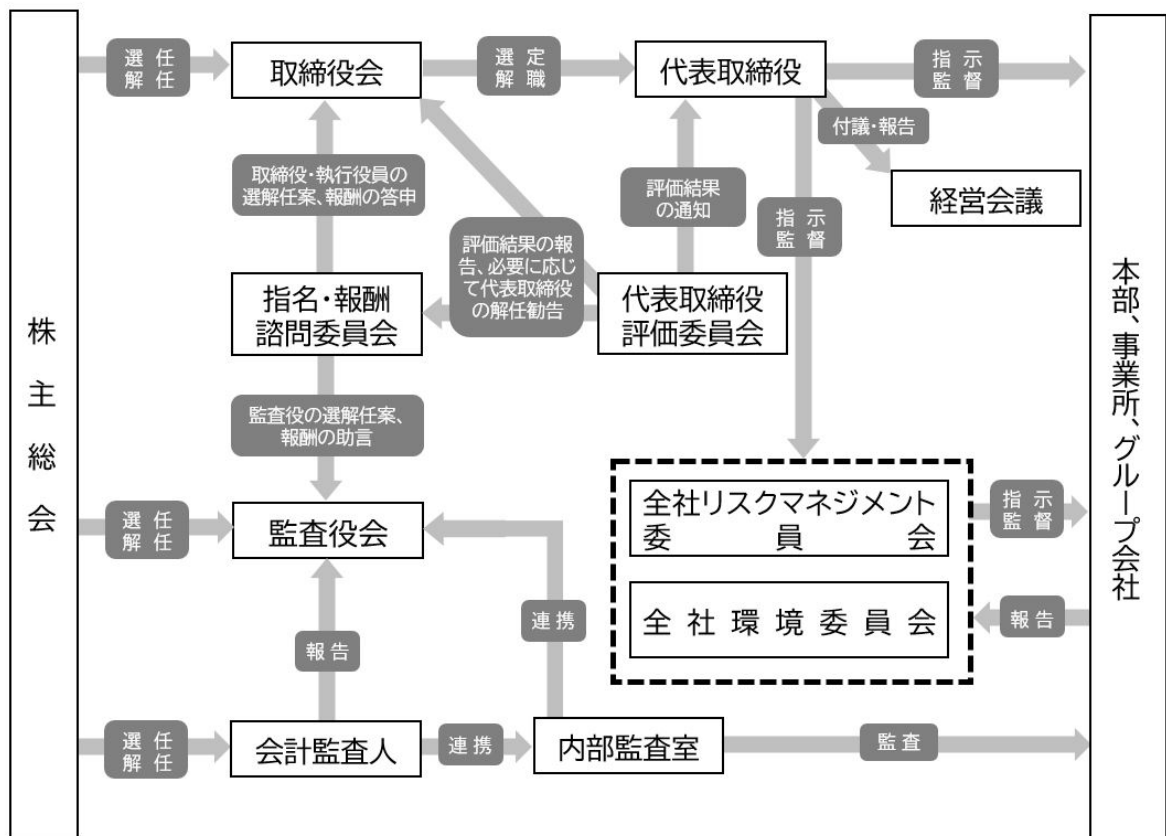 選 任
解 任
取締役会
選 定
解 職
代表取締役
指 示
監 督
付議・報告
経営会議
取締役・執行役員の
選解任案、報酬の答申
評価結果
の通知
指 示
監 督
評価結果の報
告、必要に応じ
て代表取締役
の解任勧告
指名・報酬
諮問委員会
代表取締役
評価委員会
株主総会
本部、事業所、グループ会社
監査役の選解任案、
報酬の助言
選 任
解 任
監査役会
全社リスクマネジメント
委 員 会
指 示
監 督
全 社 環 境 委 員 会
報 告
連 携
報 告
選 任
解 任
会計監査人
連 携
内部監査室
監 査